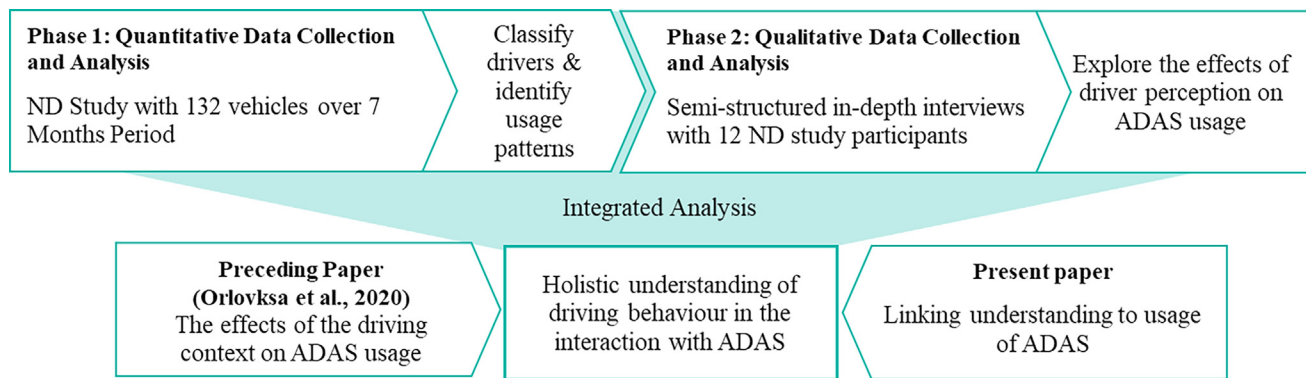 Phase 1: Quantitative Data Collection
and Analysis
ND Study with 132 vehicles over 7
Months Period
Classify
drivers &
identify
usage
patterns
Phase 2: Qualitative Data Collection
and Analysis
Semi-structured in-depth interviews
with 12 ND study participants
Explore the effects of
driver perception on
ADAS usage
Integrated Analysis
Preceding Paper
(Orlovksa et al., 2020)
The effects of the driving
context on ADAS usage
Holistic understanding of
driving behaviour in the
interaction with ADAS
Present paper
Linking understanding to usage
of ADAS